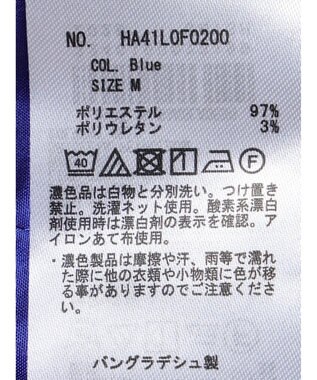 NO. HA41LOFO200
COL. Blue
SIZE M
ポリエステル 97%
ポリウレタン 3%
40
F
濃色品は白物と分別洗い。つけ置き
禁止。洗濯ネット使用。酸素系漂白
剤使用時は漂白剤の表示を確認。ア
イロンあて布使用。
・濃色製品は摩擦や汗、雨等で濡れ
た時に他の衣類や小物類に色が移
る事がありますのでご注意くださ
い。
バングラデシュ製